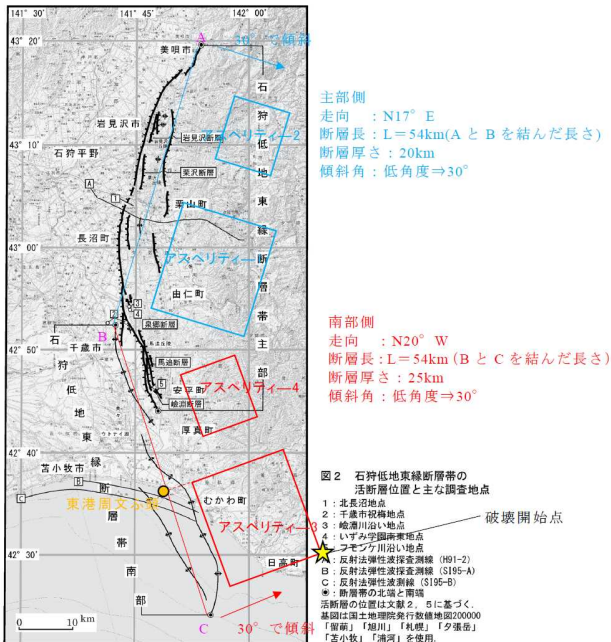 141° 30′
141° 45′
142° 00′
A
30°で傾斜
43° 20′
美唄市
石狩低地東縁断層帯主部
主部側
走向 : N17° E
断層長：L＝54km(AとBを結んだ長さ)
断層厚さ：20km
傾斜角：低角度⇒30°
岩見沢市
アスペリティー2
43° 10′
岩見沢断層
石狩平野
栗沢断層
A
1
栗山町
長沼町
43° 00′
アスペリティー1
由仁町
3
2
4
泉郷断層
B
千歳市
南部側
走向 : N20° W
断層長：L＝54km(BとCを結んだ長さ)
断層厚さ：25km
傾斜角：低角度⇒30°
42° 50′
馬追断層
5
安平町
アスペリティー4
嶮淵断層
厚真町
石狩低地東縁断層帯南部
42° 40′
苫小牧市
B
C
東港周文ふ頭
むかわ町
アスペリティー3
日高町
42° 30′
図2 石狩低地東縁断層帯の
活断層位置と主な調査地点
1：北長沼地点
2：千歳市祝梅地点
3：嶮淵川沿い地点
4：いずみ学園南東地点
5：フモンケ川沿い地点
破壊開始点
A：反射法弾性波探査測線 (H91-2)
B：反射法弾性波探査測線 (S195-A)
C：反射法弾性波測線 (S195-B)
◉：断層帯の北端と南端
活断層の位置は文献2，5に基づく.
基図は国土地理院発行数値地図200000
「留萌」「旭川」「札幌」「夕張岳」
「苫小牧」「浦河」を使用.
0 10 km
C
30°で傾斜